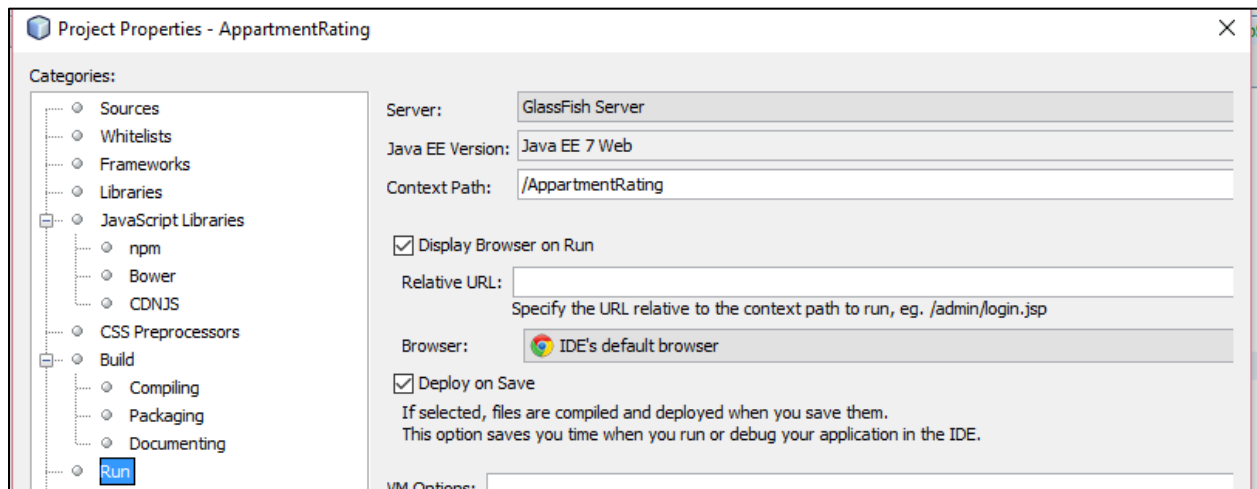 Project Properties - AppartmentRating
Categories:
Sources
Whitelists
Frameworks
Libraries
JavaScript Libraries
npm
Bower
CDNJS
CSS Preprocessors
Build
Compiling
Packaging
Documenting
Run
Server: GlassFish Server
Java EE Version: Java EE 7 Web
Context Path: /AppartmentRating
Display Browser on Run
Relative URL:
Specify the URL relative to the context path to run, eg. /admin/login.jsp
Browser: IDE's default browser
Deploy on Save
If selected, files are compiled and deployed when you save them.
This option saves you time when you run or debug your application in the IDE.
VM Options: